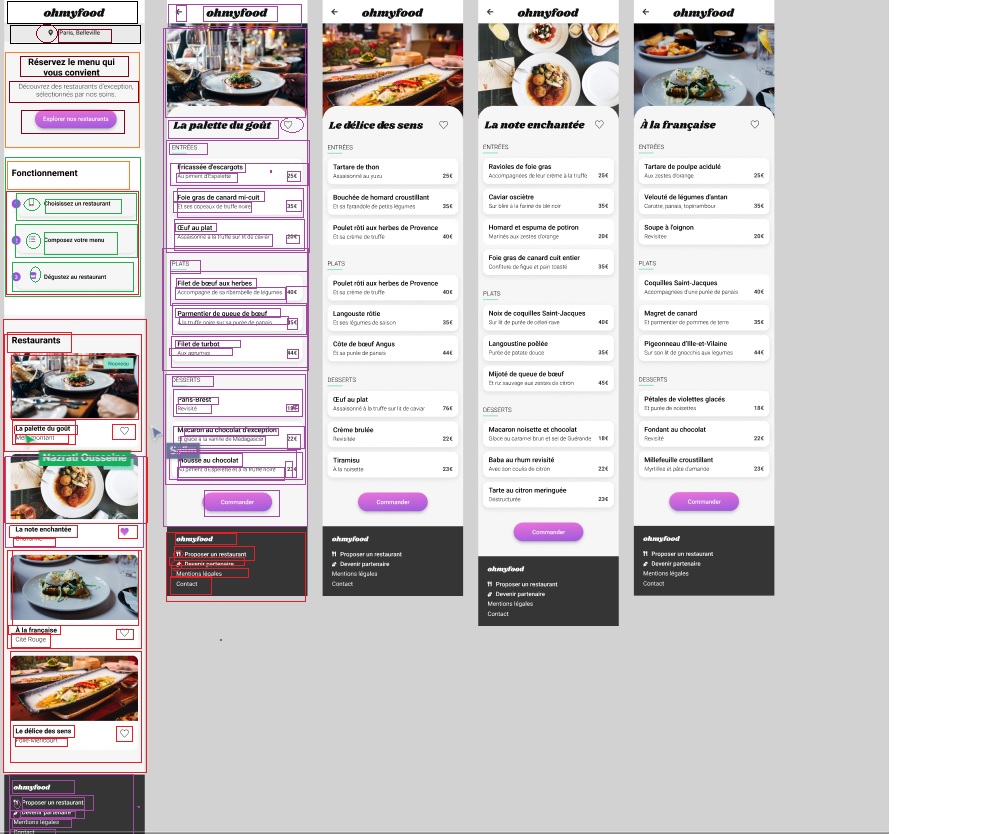 ohmyfood
Paris, Belleville
Réservez le menu qui
vous convient
Découvrez des restaurants d'exception,
sélectionnés par nos soins.
Explorer nos restaurants
Fonctionnement
1
Choisissez un restaurant
2
Composez votre menu
3
Dégustez au restaurant
Restaurants
Nouveau
La palette du goût
Ménilmontant
Nazrati Ousseine
La note enchantée
Charonne
À la française
Cité Rouge
Le délice des sens
Folie-Méricourt
ohmyfood
Proposer un restaurant
Devenir partenaire
Mentions légales
Contact
ohmyfood
La palette du goût
ENTRÉES
Fricassée d'escargots
Au piment d'Espelette
25€
Foie gras de canard mi-cuit
Et ses copeaux de truffe noire
35€
Œuf au plat
Assaisonné à la truffe sur lit de caviar
20€
PLATS
Filet de bœuf aux herbes
Accompagné de sa ribambelle de légumes
40€
Parmentier de queue de bœuf
À la truffe noire sur sa purée de panais
35€
Filet de turbot
Aux agrumes
44€
DESSERTS
Paris-Brest
Revisité
18€
Macaron au chocolat d'exception
Et glace à la vanille de Madagascar
22€
Mousse au chocolat
Au piment d'Espelette et à la truffe noire
23€
Commander
ohmyfood
Proposer un restaurant
Devenir partenaire
Mentions légales
Contact
ohmyfood
Le délice des sens
ENTRÉES
Tartare de thon
Assaisonné au yuzu
25€
Bouchée de homard croustillant
Et sa farandole de petits légumes
35€
Poulet rôti aux herbes de Provence
Et sa crème de truffe
40€
PLATS
Poulet rôti aux herbes de Provence
Et sa crème de truffe
40€
Langouste rôtie
Et ses légumes de saison
35€
Côte de bœuf Angus
Et sa purée de panais
44€
DESSERTS
Œuf au plat
Assaisonné à la truffe sur lit de caviar
76€
Crème brulée
Revisitée
22€
Tiramisu
À la noisette
23€
Commander
ohmyfood
Proposer un restaurant
Devenir partenaire
Mentions légales
Contact
ohmyfood
La note enchantée
ENTRÉES
Ravioles de foie gras
Accompagnées de leur crème à la truffe
25€
Caviar osciètre
Sur blini à la farine de blé noir
35€
Homard et espuma de potiron
Marinés aux zestes d'orange
20€
Foie gras de canard cuit entier
Confiture de figue et pain toasté
35€
PLATS
Noix de coquilles Saint-Jacques
Sur lit de purée de céleri-rave
40€
Langoustine poêlée
Purée de patate douce
35€
Mijoté de queue de bœuf
Et riz sauvage aux zestes de citron
45€
DESSERTS
Macaron noisette et chocolat
Glace au caramel brun et sel de Guérande
18€
Baba au rhum revisité
Avec son coulis de citron
22€
Tarte au citron meringuée
Déstructurée
23€
Commander
ohmyfood
Proposer un restaurant
Devenir partenaire
Mentions légales
Contact
ohmyfood
À la française
ENTRÉES
Tartare de poulpe acidulé
Aux zestes d'orange
25€
Velouté de légumes d'antan
Carotte, panais, topinambour
35€
Soupe à l'oignon
Revisitée
20€
PLATS
Coquilles Saint-Jacques
Accompagnées d'une purée de panais
40€
Magret de canard
Et parmentier de pommes de terre
35€
Pigeonneau d'Ille-et-Vilaine
Sur son lit de gnocchis aux légumes
44€
DESSERTS
Pétales de violettes glacés
Et purée de noisettes
18€
Fondant au chocolat
Revisité
22€
Millefeuille croustillant
Myrtilles et pâte d'amande
23€
Commander
ohmyfood
Proposer un restaurant
Devenir partenaire
Mentions légales
Contact